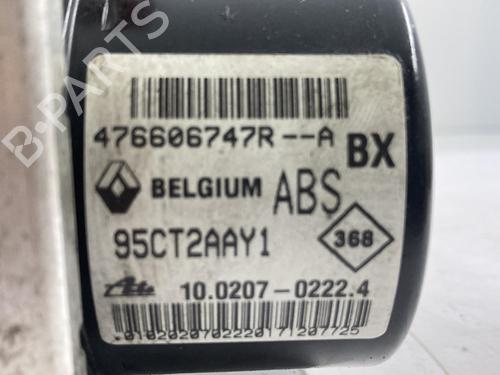 476606747R--A
BX
BELGIUM ABS
95CT2AAY1
368
Ate 10.0207-0222.4
B-PARTS